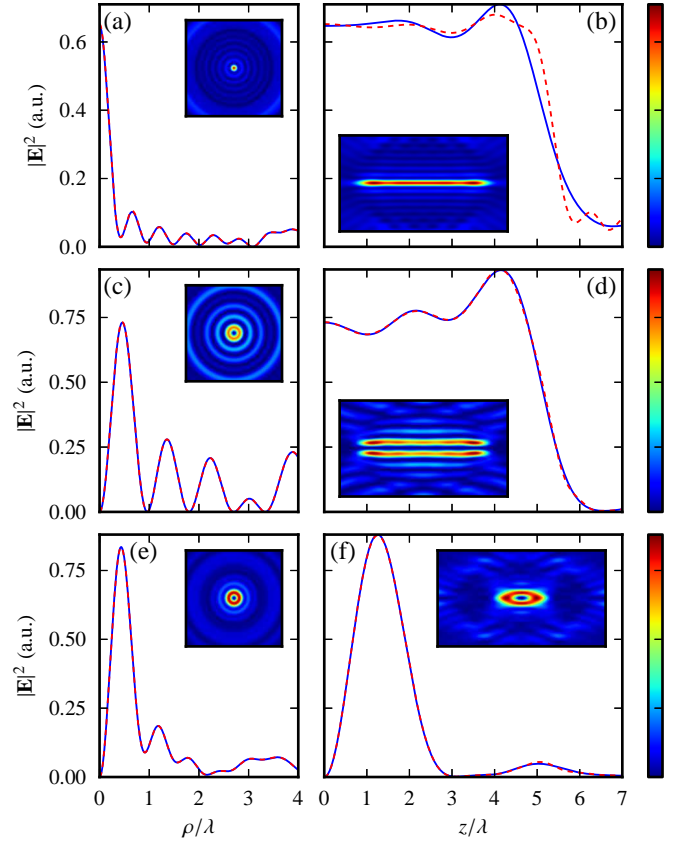 (a)
(b)
0.6
0.4
0.2
0.0
|E|² (a.u.)
(c)
(d)
0.75
0.50
0.25
0.00
|E|² (a.u.)
(e)
(f)
0.75
0.50
0.25
0.00
|E|² (a.u.)
0 1 2 3 4
0 1 2 3 4 5 6 7
ρ/λ
z/λ